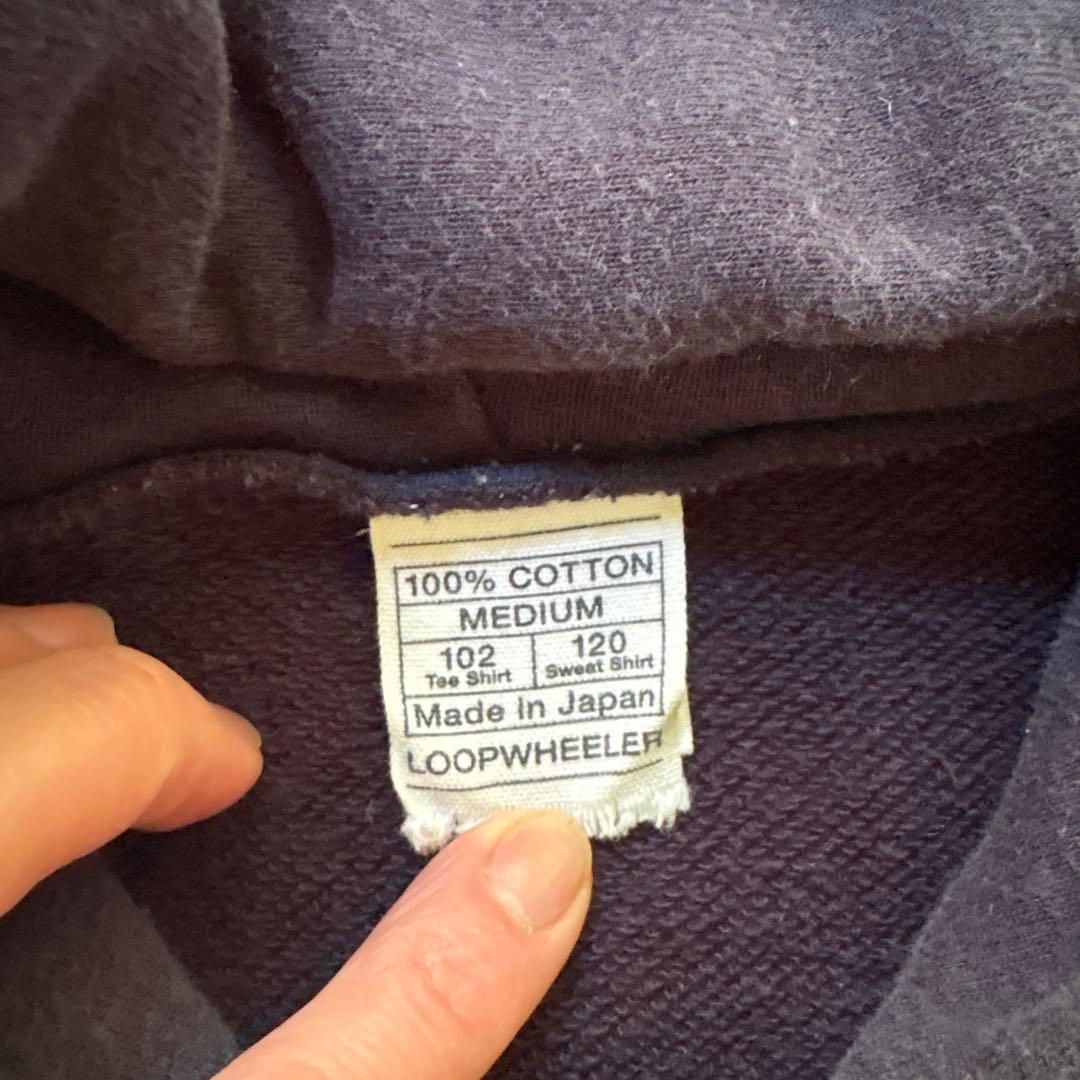 100% COTTON
MEDIUM
102 120
Tee Shirt Sweat Shirt
Made In Japan
LOOPWHEELER